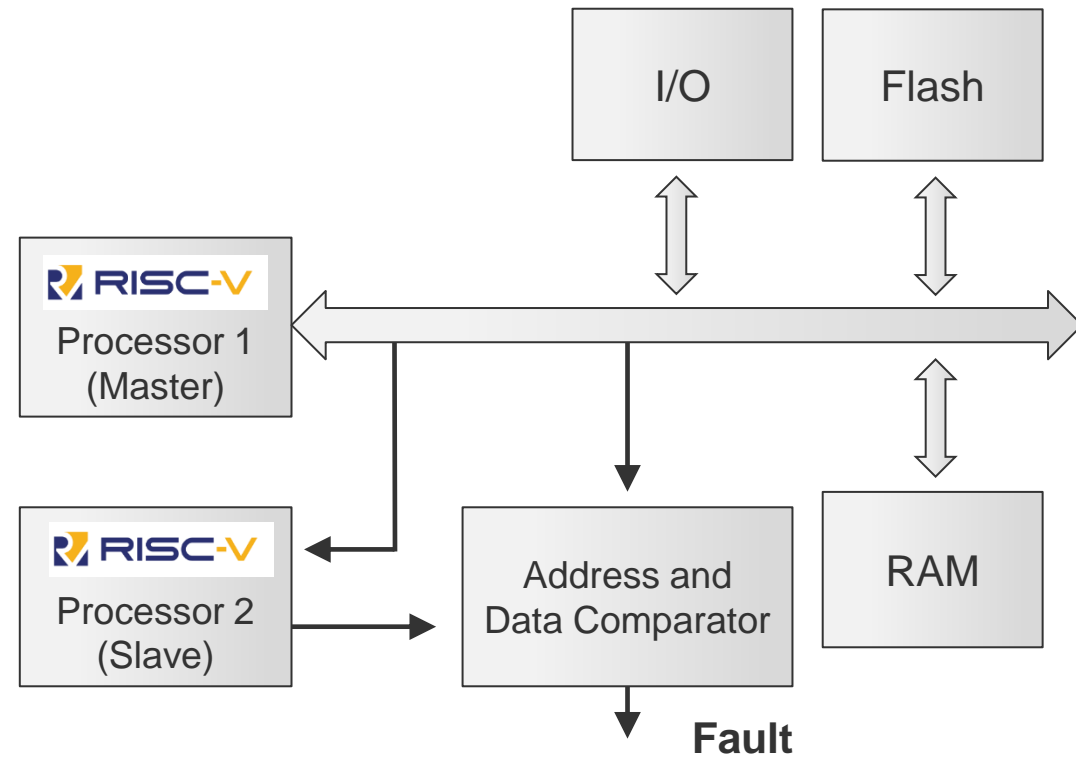 I/O
Flash
RISC-V
Processor 1
(Master)
RISC-V
Processor 2
(Slave)
Address and
Data Comparator
RAM
Fault